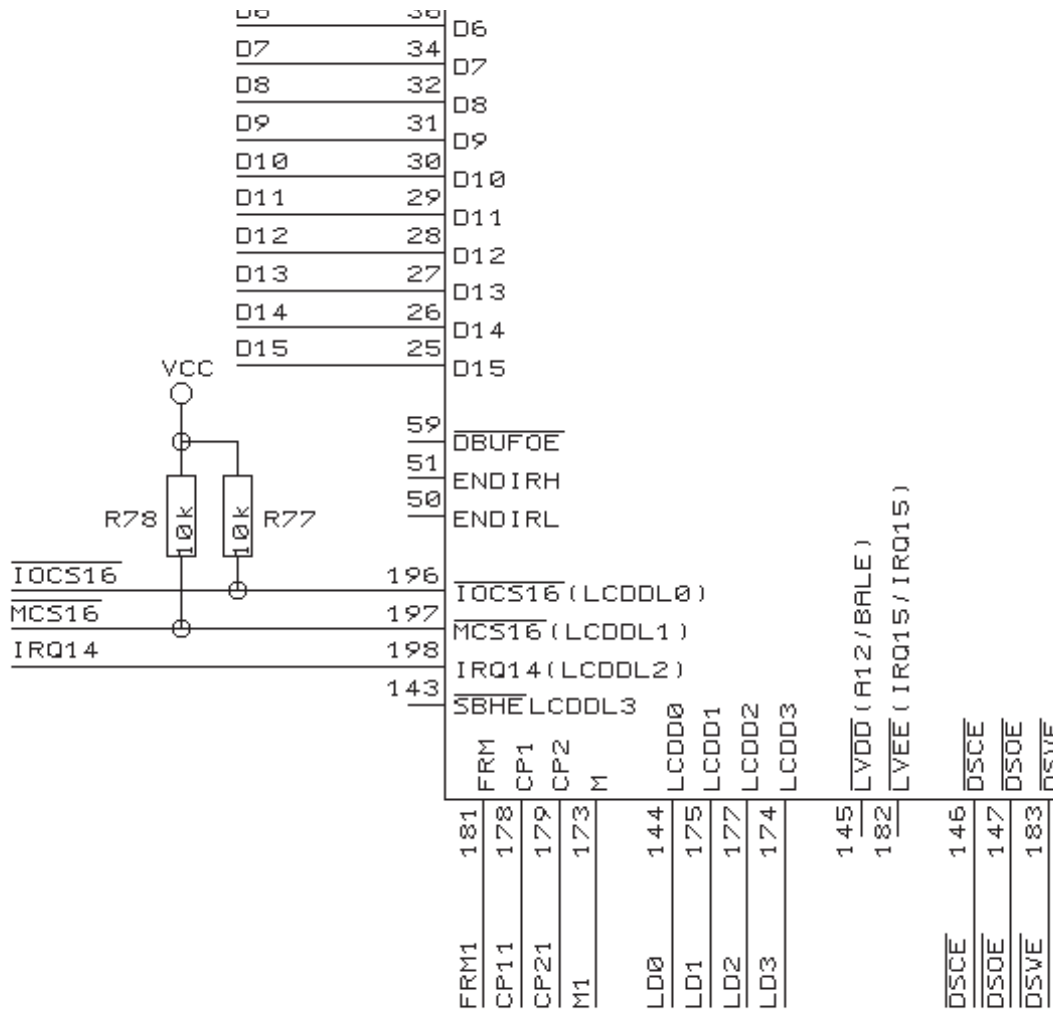 D6 36
D6
D7 34
D7
D8 32
D8
D9 31
D9
D10 30
D10
D11 29
D11
D12 28
D12
D13 27
D13
D14 26
D14
D15 25
D15
VCC
59
DBUFOE
51
ENDIRH
50
ENDIRL
R78 10k 10k R77
IOCS16 196
IOCS16(LCDDL0)
MCS16 197
MCS16(LCDDL1)
IRQ14 198
IRQ14(LCDDL2)
143
SBHELCDDL3
FRM
CP1
CP2
M
LCDD0
LCDD1
LCDD2
LCDD3
LVDD(A12/BALE)
LVEE(IRQ15/IRQ15)
DSCE
DSOE
DSWE
181
178
179
173
144
175
177
174
145
182
146
147
183
FRM1
CP11
CP21
M1
LD0
LD1
LD2
LD3
DSCE
DSOE
DSWE